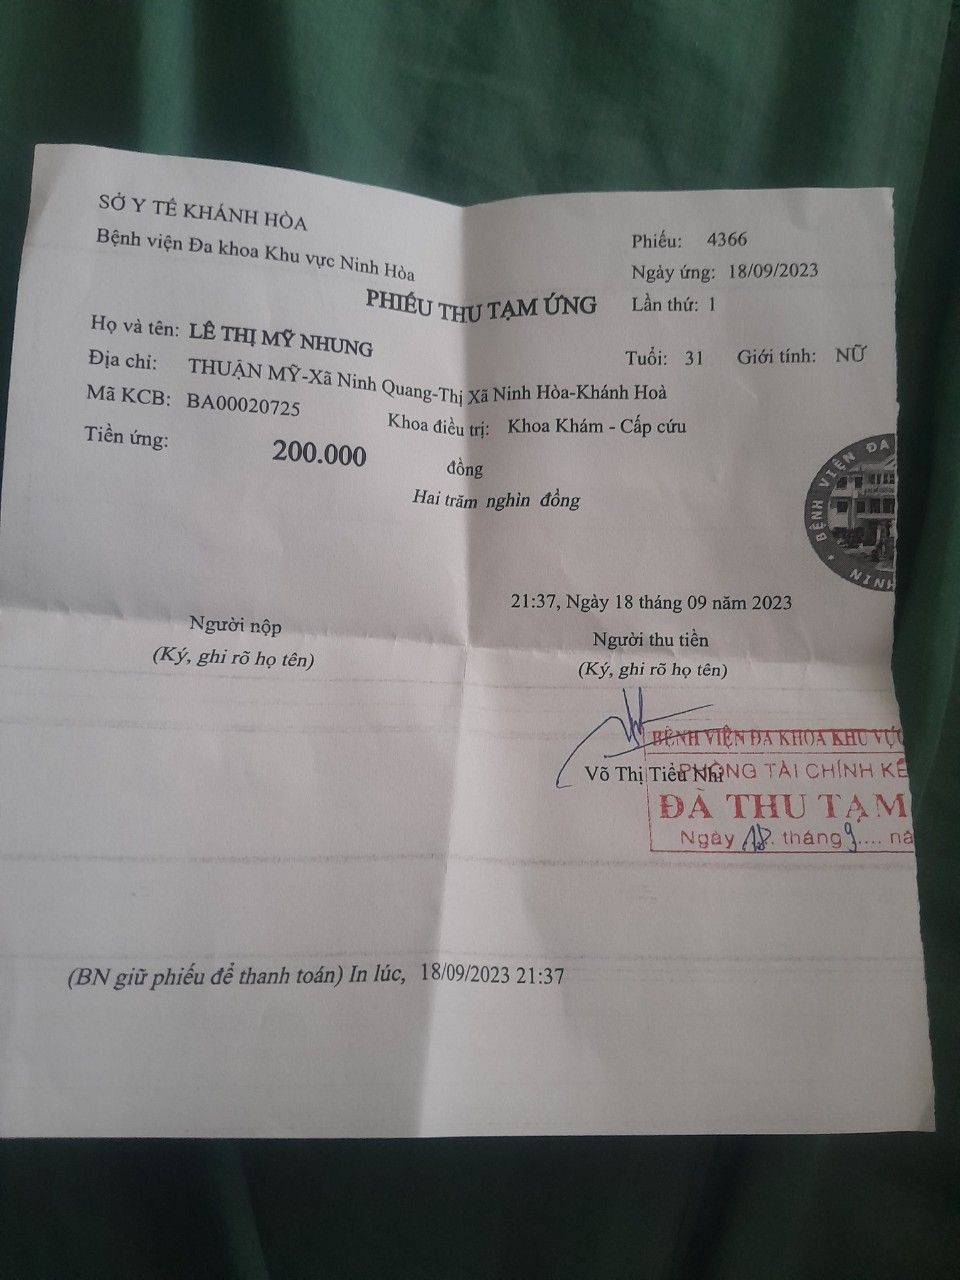 SỞ Y TẾ KHÁNH HÒA
Bệnh viện Đa khoa Khu vực Ninh Hòa
Phiếu: 4366
Ngày ứng: 18/09/2023
PHIẾU THU TẠM ỨNG
Lần thứ: 1
Họ và tên: LÊ THỊ MỸ NHUNG
Tuổi: 31 Giới tính: NỮ
Địa chỉ: THUẬN MỸ-Xã Ninh Quang-Thị Xã Ninh Hòa-Khánh Hoà
Mã KCB: BA00020725
Khoa điều trị: Khoa Khám - Cấp cứu
Tiền ứng: 200.000 đồng
Hai trăm nghìn đồng
BỆNH VIỆN ĐA
NINH
21:37, Ngày 18 tháng 09 năm 2023
Người nộp
Người thu tiền
(Ký, ghi rõ họ tên)
(Ký, ghi rõ họ tên)
BỆNH VIỆN ĐA KHOA KHU VỰC
Võ Thị Tiểu Nhi
PHÒNG TÀI CHÍNH KẾ
ĐÃ THU TẠM
Ngày 18. tháng 9.... nă
(BN giữ phiếu để thanh toán) In lúc, 18/09/2023 21:37